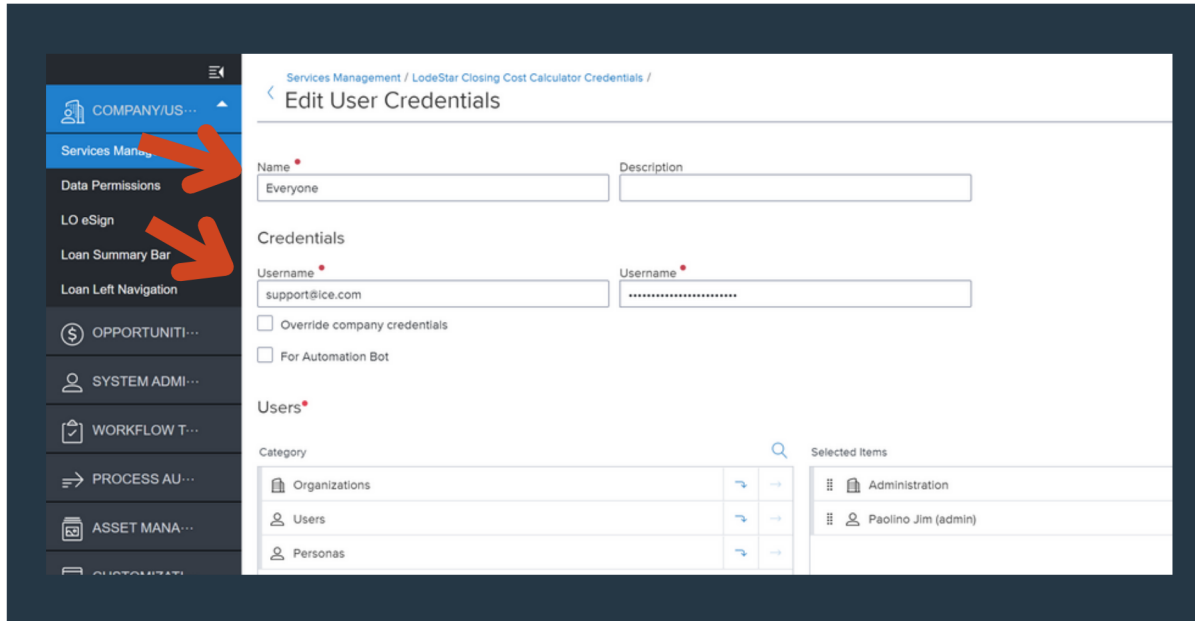 Services Management / LodeStar Closing Cost Calculator Credentials /
Edit User Credentials
COMPANY/US···
Services Manag
Data Permissions
LO eSign
Loan Summary Bar
Loan Left Navigation
OPPORTUNITI···
SYSTEM ADMI···
WORKFLOW T···
PROCESS AU···
ASSET MANA···
CUSTOMIZATI···
Name
Description
Everyone
Credentials
Username
Username
support@ice.com
Override company credentials
For Automation Bot
Users
Category
Selected Items
Organizations
Administration
Users
Paolino Jim (admin)
Personas